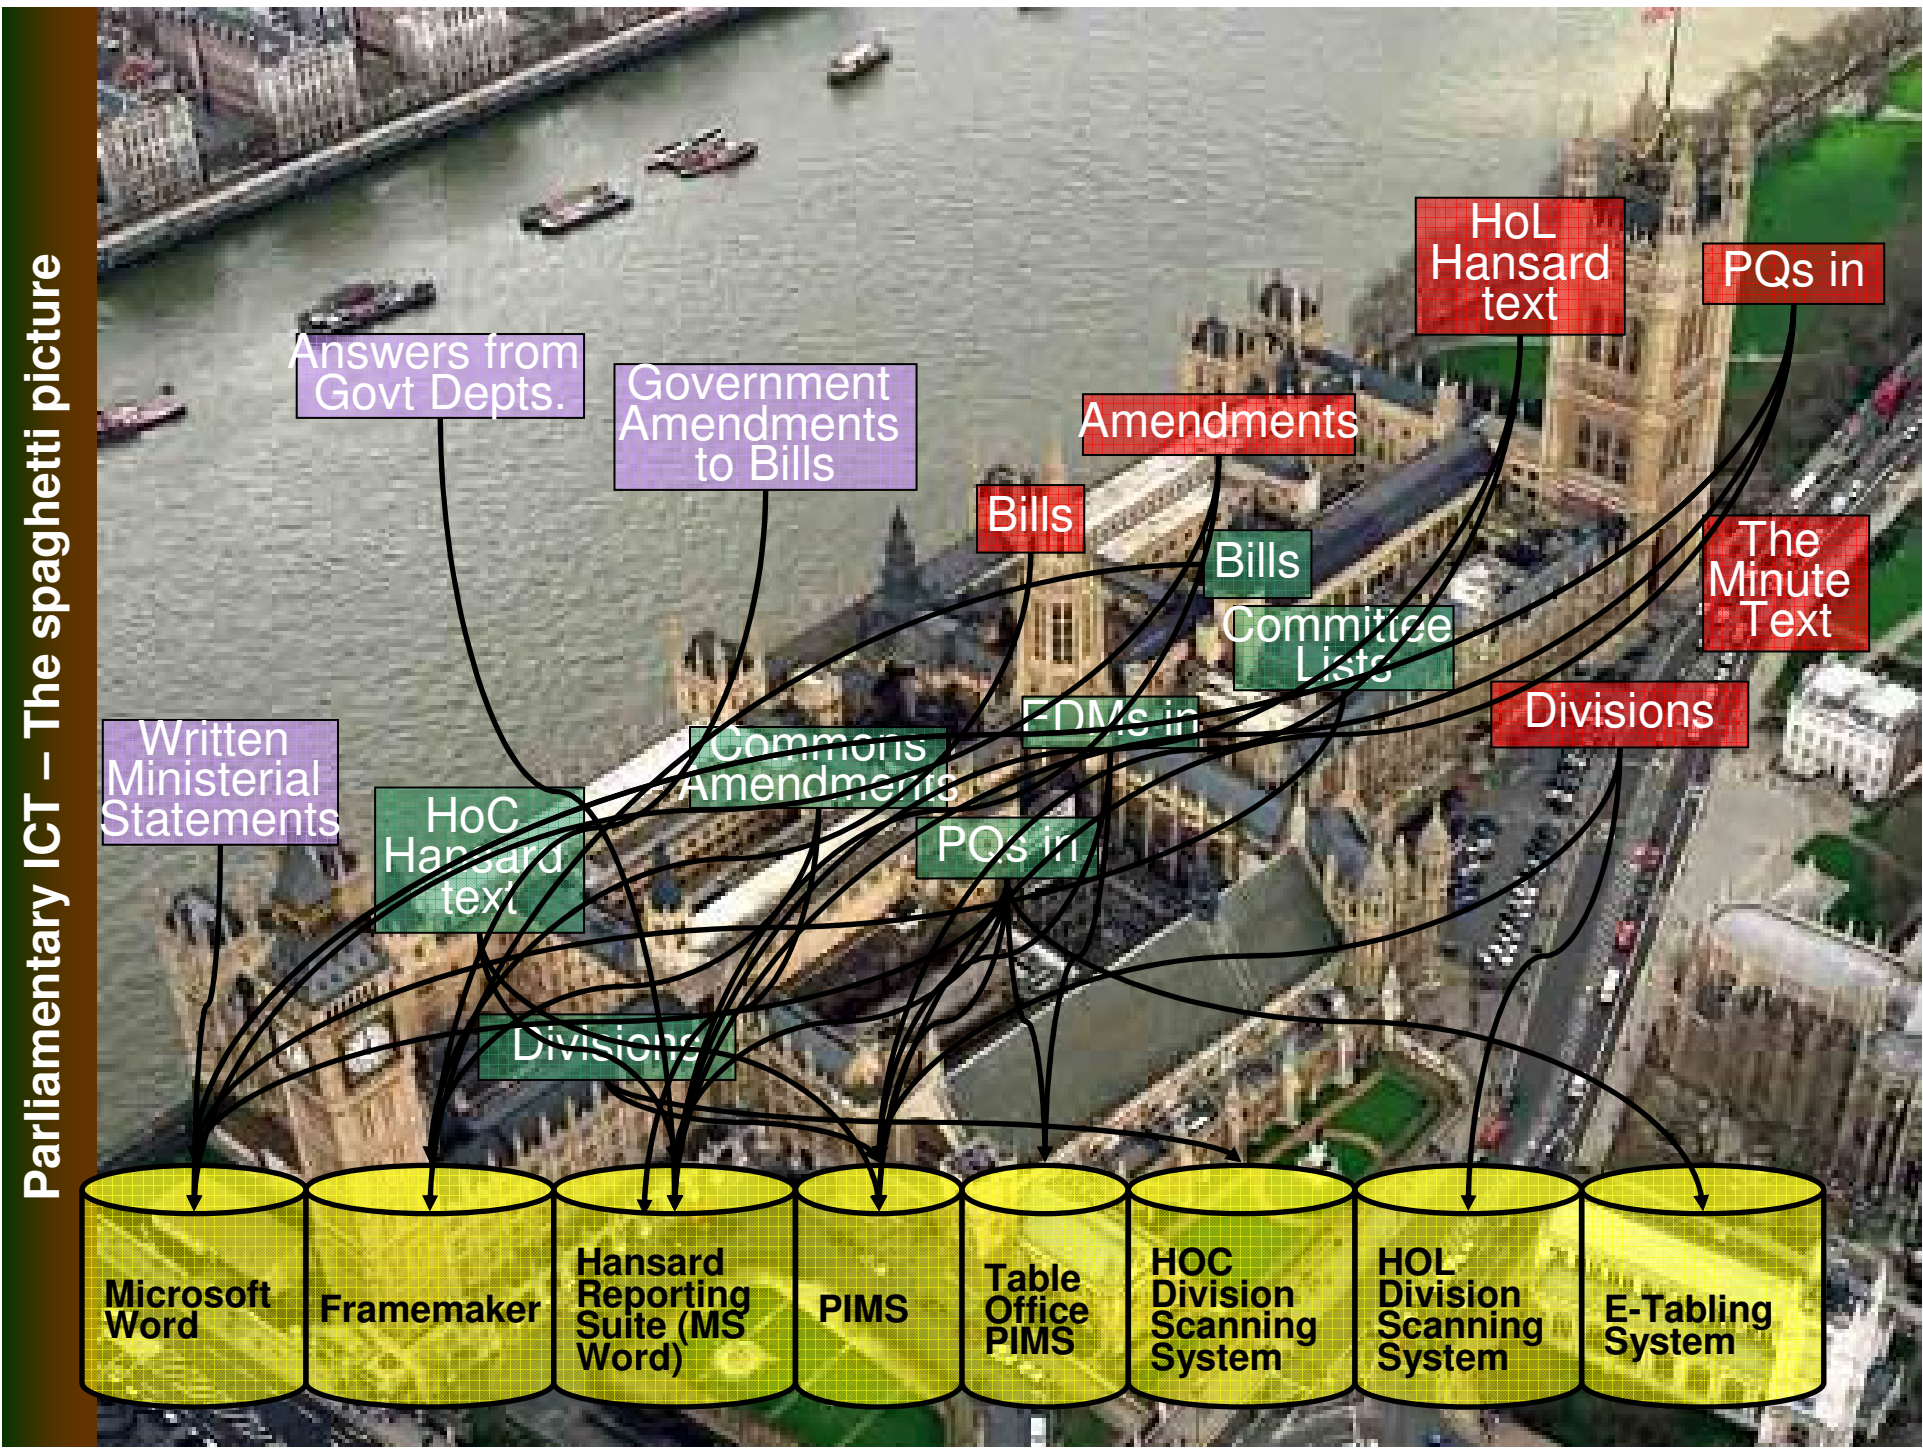 Parliamentary ICT – The spaghetti picture
HoL
Hansard
text
PQs in
Answers from
Govt Depts.
Government
Amendments
to Bills
Amendments
Bills
Bills
The
Minute
Text
Committee
Lists
Divisions
EDMs in
Written
Ministerial
Statements
Commons
Amendments
HoC
Hansard
text
PQs in
Divisions
Microsoft
Word
Framemaker
Hansard
Reporting
Suite (MS
Word)
PIMS
Table
Office
PIMS
HOC
Division
Scanning
System
HOL
Division
Scanning
System
E-Tabling
System